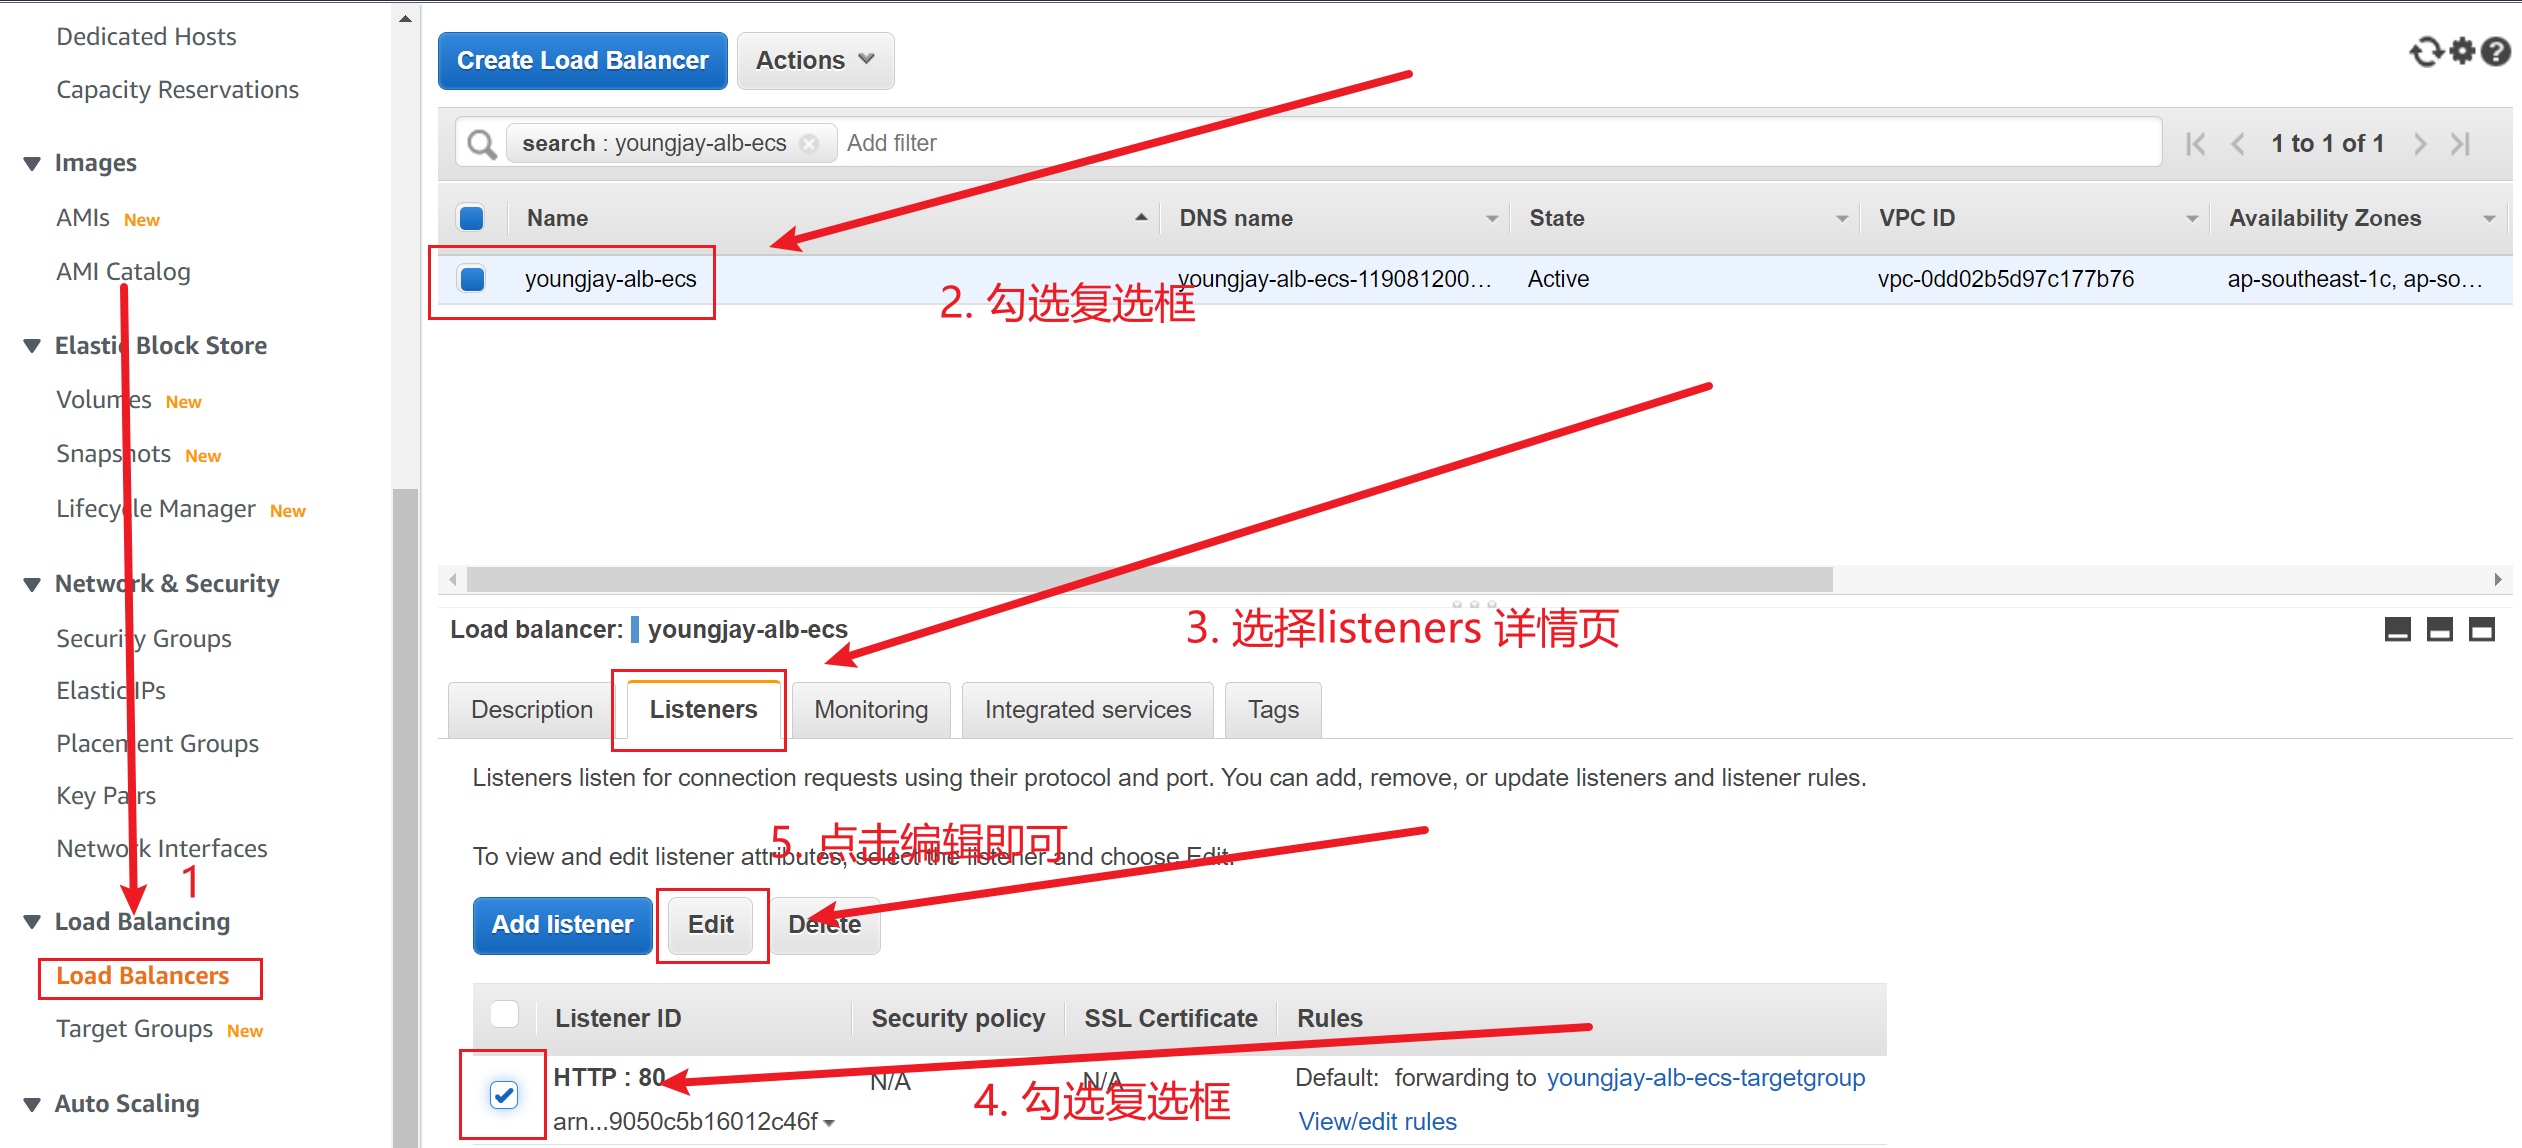 Dedicated Hosts
Capacity Reservations
Images
AMIs New
AMI Catalog
Elastic Block Store
Volumes New
Snapshots New
Lifecycle Manager New
Network & Security
Security Groups
Elastic IPs
Placement Groups
Key Pairs
Network Interfaces
1
Load Balancing
Load Balancers
Target Groups New
Auto Scaling
Create Load Balancer Actions
search : youngjay-alb-ecs Add filter 1 to 1 of 1
Name DNS name State VPC ID Availability Zones
youngjay-alb-ecs youngjay-alb-ecs-119081200... Active vpc-0dd02b5d97c177b76 ap-southeast-1c, ap-so...
2. 勾选复选框
Load balancer: youngjay-alb-ecs
3. 选择listeners 详情页
Description Listeners Monitoring Integrated services Tags
Listeners listen for connection requests using their protocol and port. You can add, remove, or update listeners and listener rules.
5. 点击编辑即可
To view and edit listener attributes, select the listener and choose Edit.
Add listener Edit Delete
Listener ID Security policy SSL Certificate Rules
HTTP : 80 N/A N/A Default: forwarding to youngjay-alb-ecs-targetgroup
4. 勾选复选框
arn...9050c5b16012c46f View/edit rules